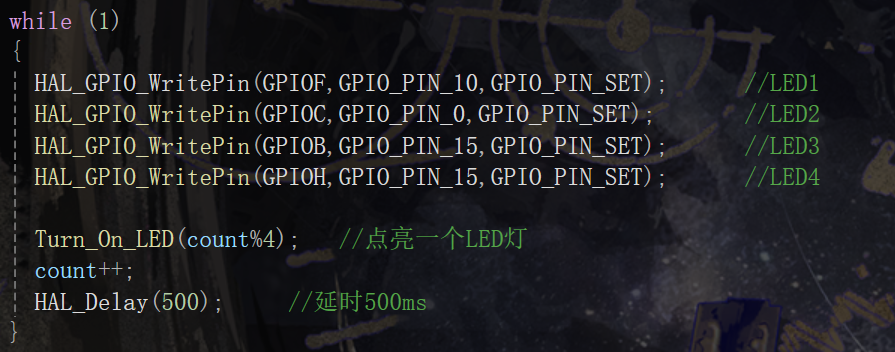 while (1)
{
HAL_GPIO_WritePin(GPIOF,GPIO_PIN_10,GPIO_PIN_SET);      //LED1
HAL_GPIO_WritePin(GPIOC,GPIO_PIN_0,GPIO_PIN_SET);       //LED2
HAL_GPIO_WritePin(GPIOB,GPIO_PIN_15,GPIO_PIN_SET);      //LED3
HAL_GPIO_WritePin(GPIOH,GPIO_PIN_15,GPIO_PIN_SET);      //LED4
Turn_On_LED(count%4);   //点亮一个LED灯
count++;
HAL_Delay(500);     //延时500ms
}